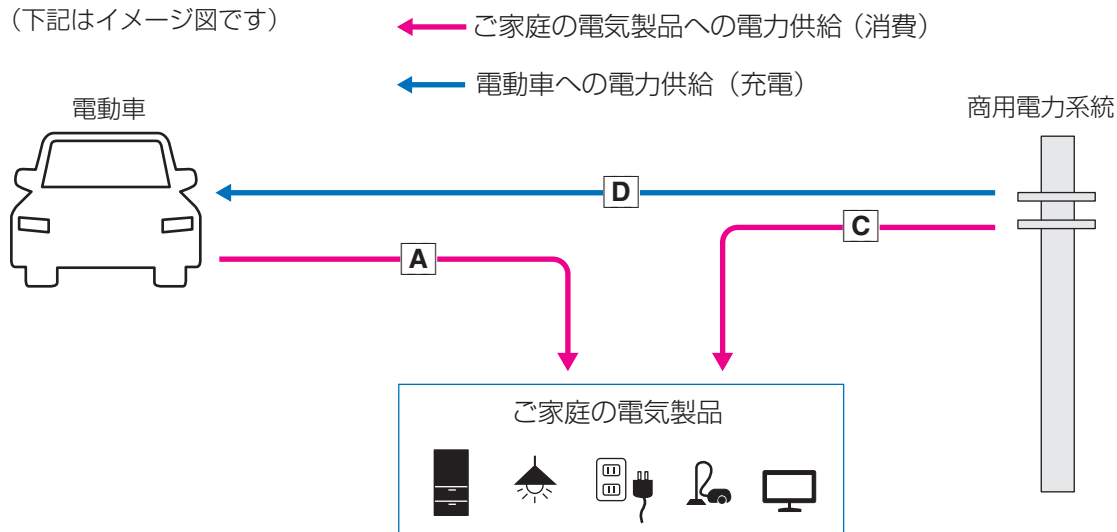 （下記はイメージ図です）
ご家庭の電気製品への電力供給（消費）
電動車への電力供給（充電）
電動車
商用電力系統
D
C
A
ご家庭の電気製品